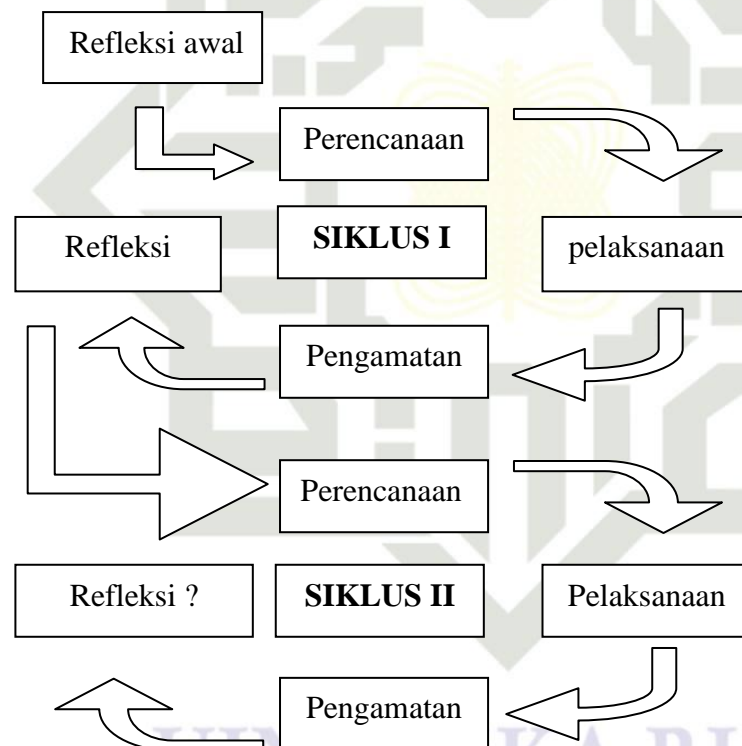 Refleksi awal
Perencanaan
Refleksi
SIKLUS I
pelaksanaan
Pengamatan
Perencanaan
Refleksi ?
SIKLUS II
Pelaksanaan
Pengamatan